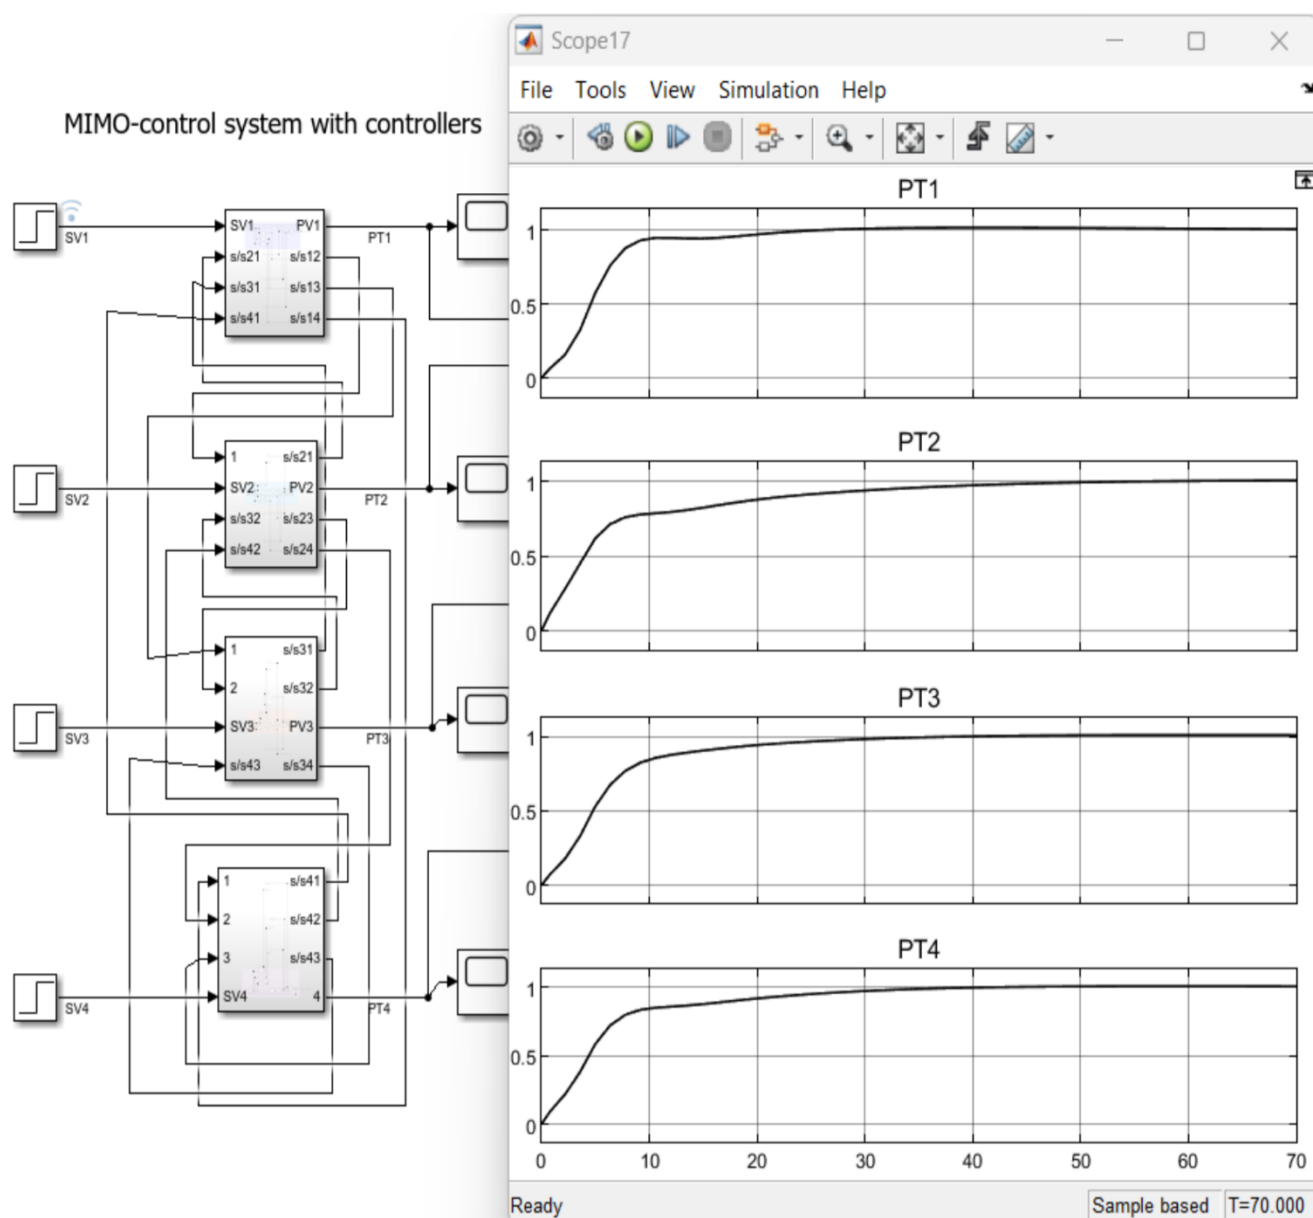 MIMO-control system with controllers
SV1
SV1
PV1
PT1
s/s21
s/s12
s/s31
s/s13
s/s41
s/s14
1
s/s21
SV2
SV2
PV2
PT2
s/s32
s/s23
s/s42
s/s24
1
s/s31
2
s/s32
SV3
SV3
PV3
PT3
s/s43
s/s34
1
s/s41
2
s/s42
3
s/s43
SV4
SV4
4
PT4
Scope17
File Tools View Simulation Help
PT1
1
0.5
0
PT2
1
0.5
0
PT3
1
0.5
0
PT4
1
0.5
0
0 10 20 30 40 50 60 70
Ready Sample based T=70.000